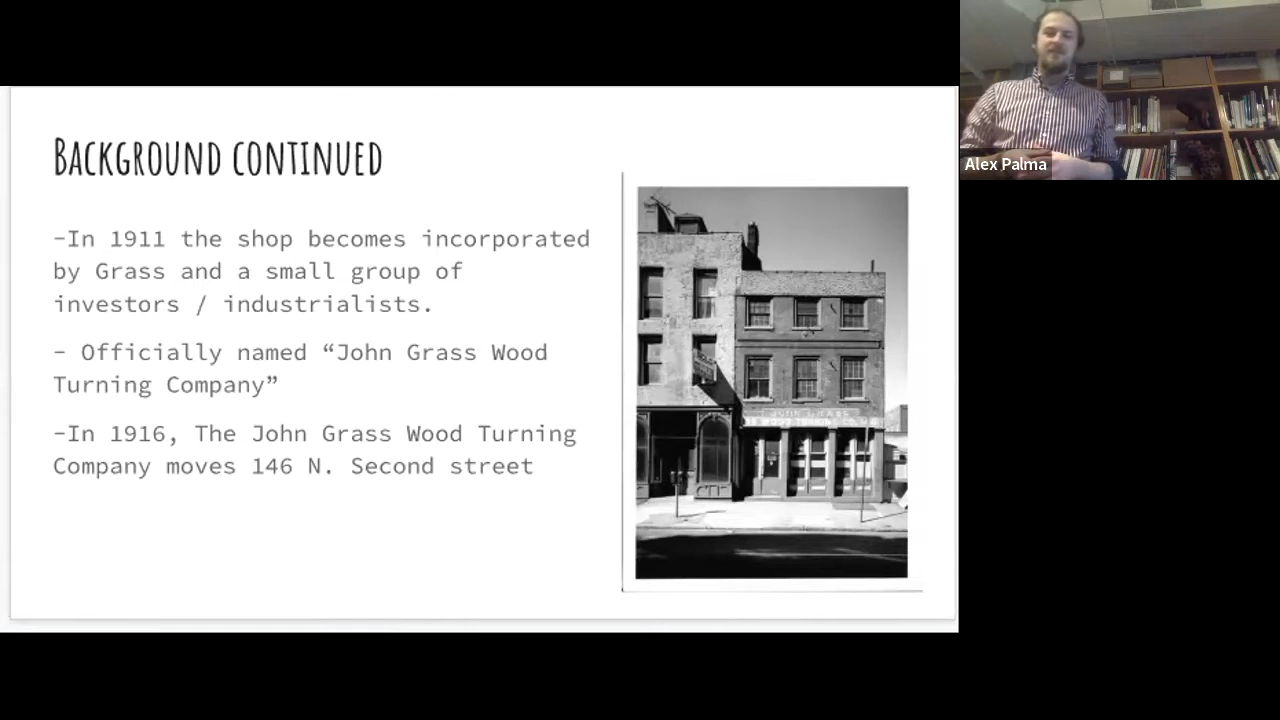 Background continued
-In 1911 the shop becomes incorporated
by Grass and a small group of
investors / industrialists.
- Officially named “John Grass Wood
Turning Company”
-In 1916, The John Grass Wood Turning
Company moves 146 N. Second street
Alex Palma